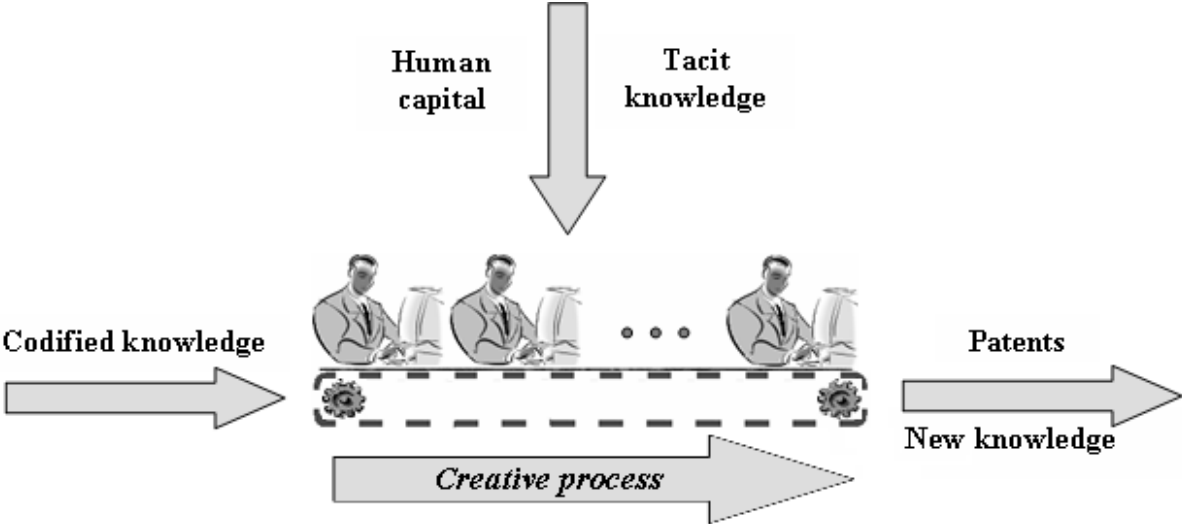 Human
capital
Tacit
knowledge
Codified knowledge
Patents
New knowledge
Creative process